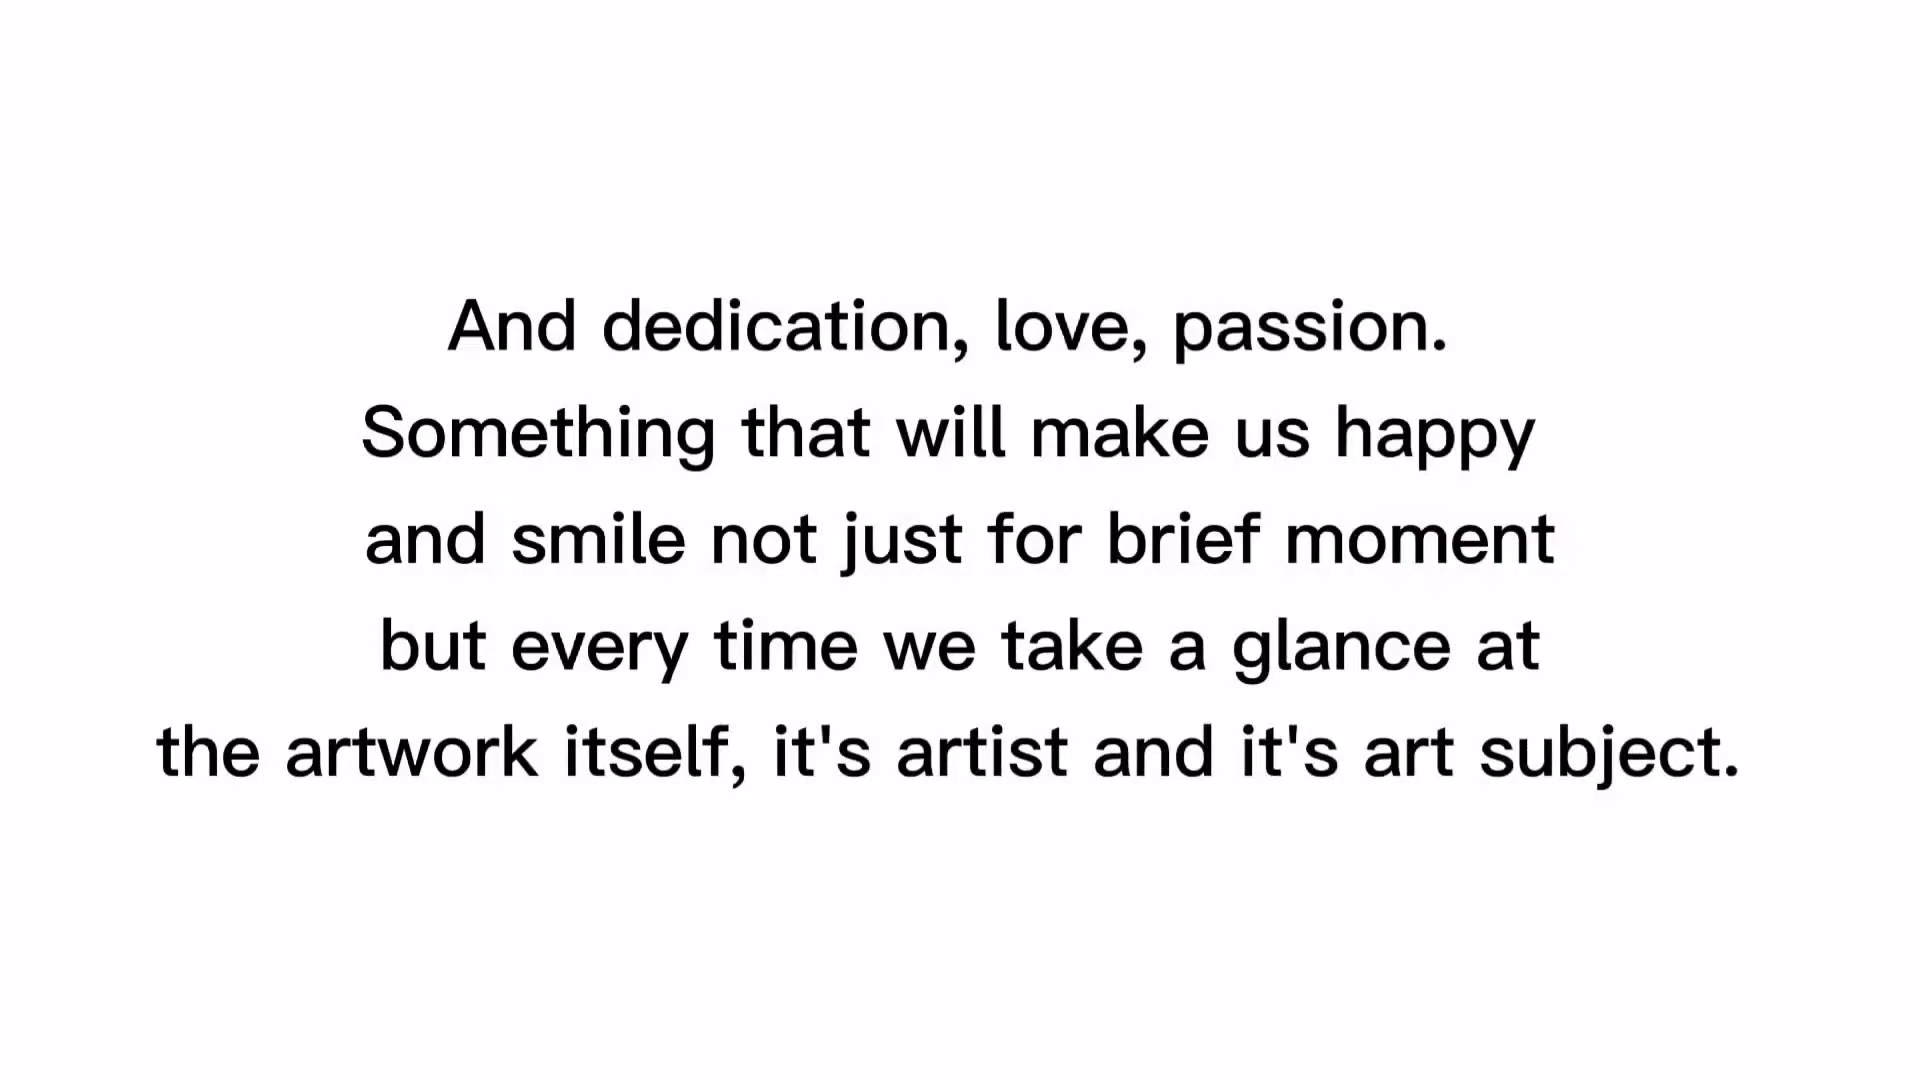 And dedication, love, passion.
Something that will make us happy
and smile not just for brief moment
but every time we take a glance at
the artwork itself, it's artist and it's art subject.